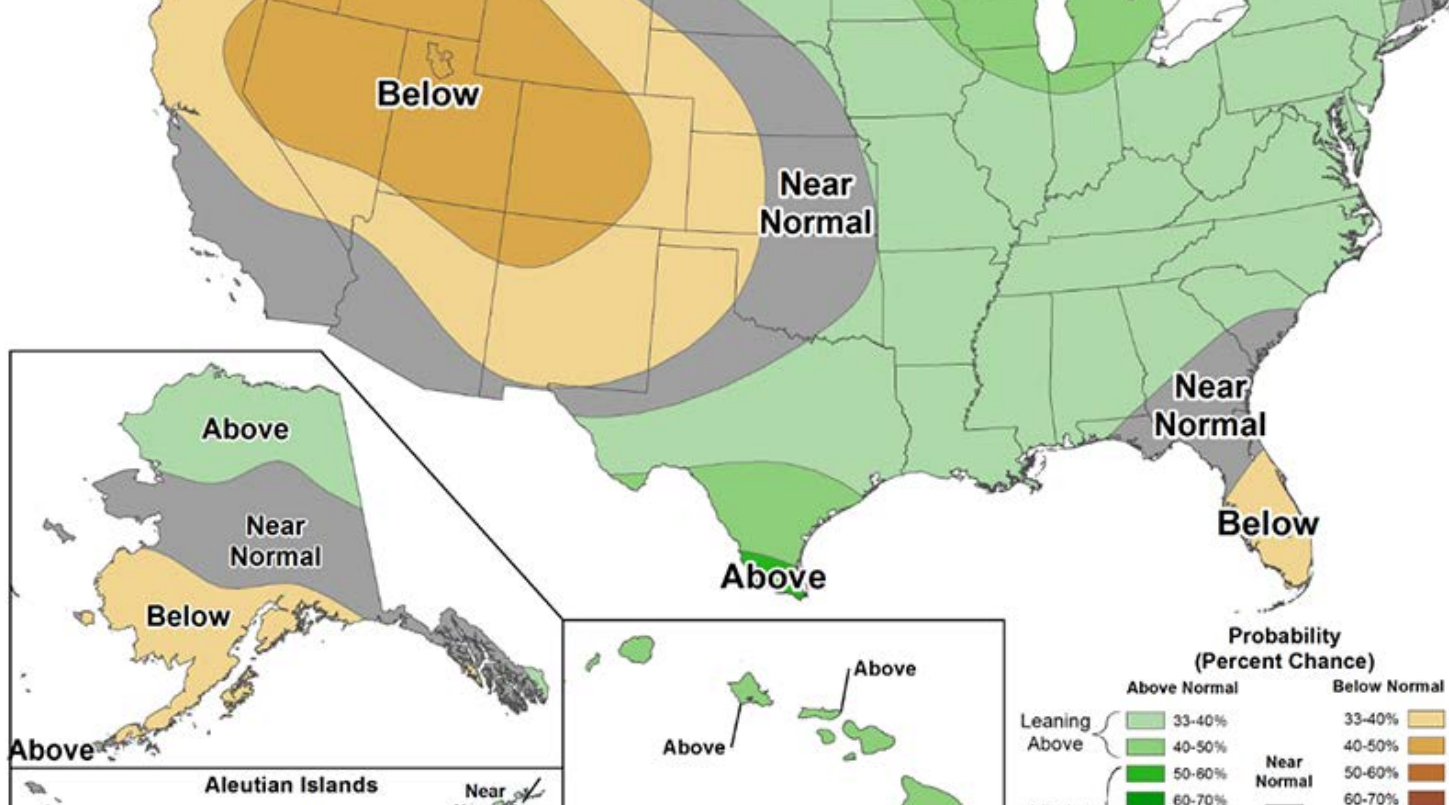 Below
Near
Normal
Near
Normal
Below
Above
Above
Near
Normal
Below
Above
Aleutian Islands
Near
Above
Above
Probability
(Percent Chance)
Above Normal
Below Normal
Leaning
Above
33-40%
40-50%
50-60%
60-70%
Near
Normal
33-40%
40-50%
50-60%
60-70%